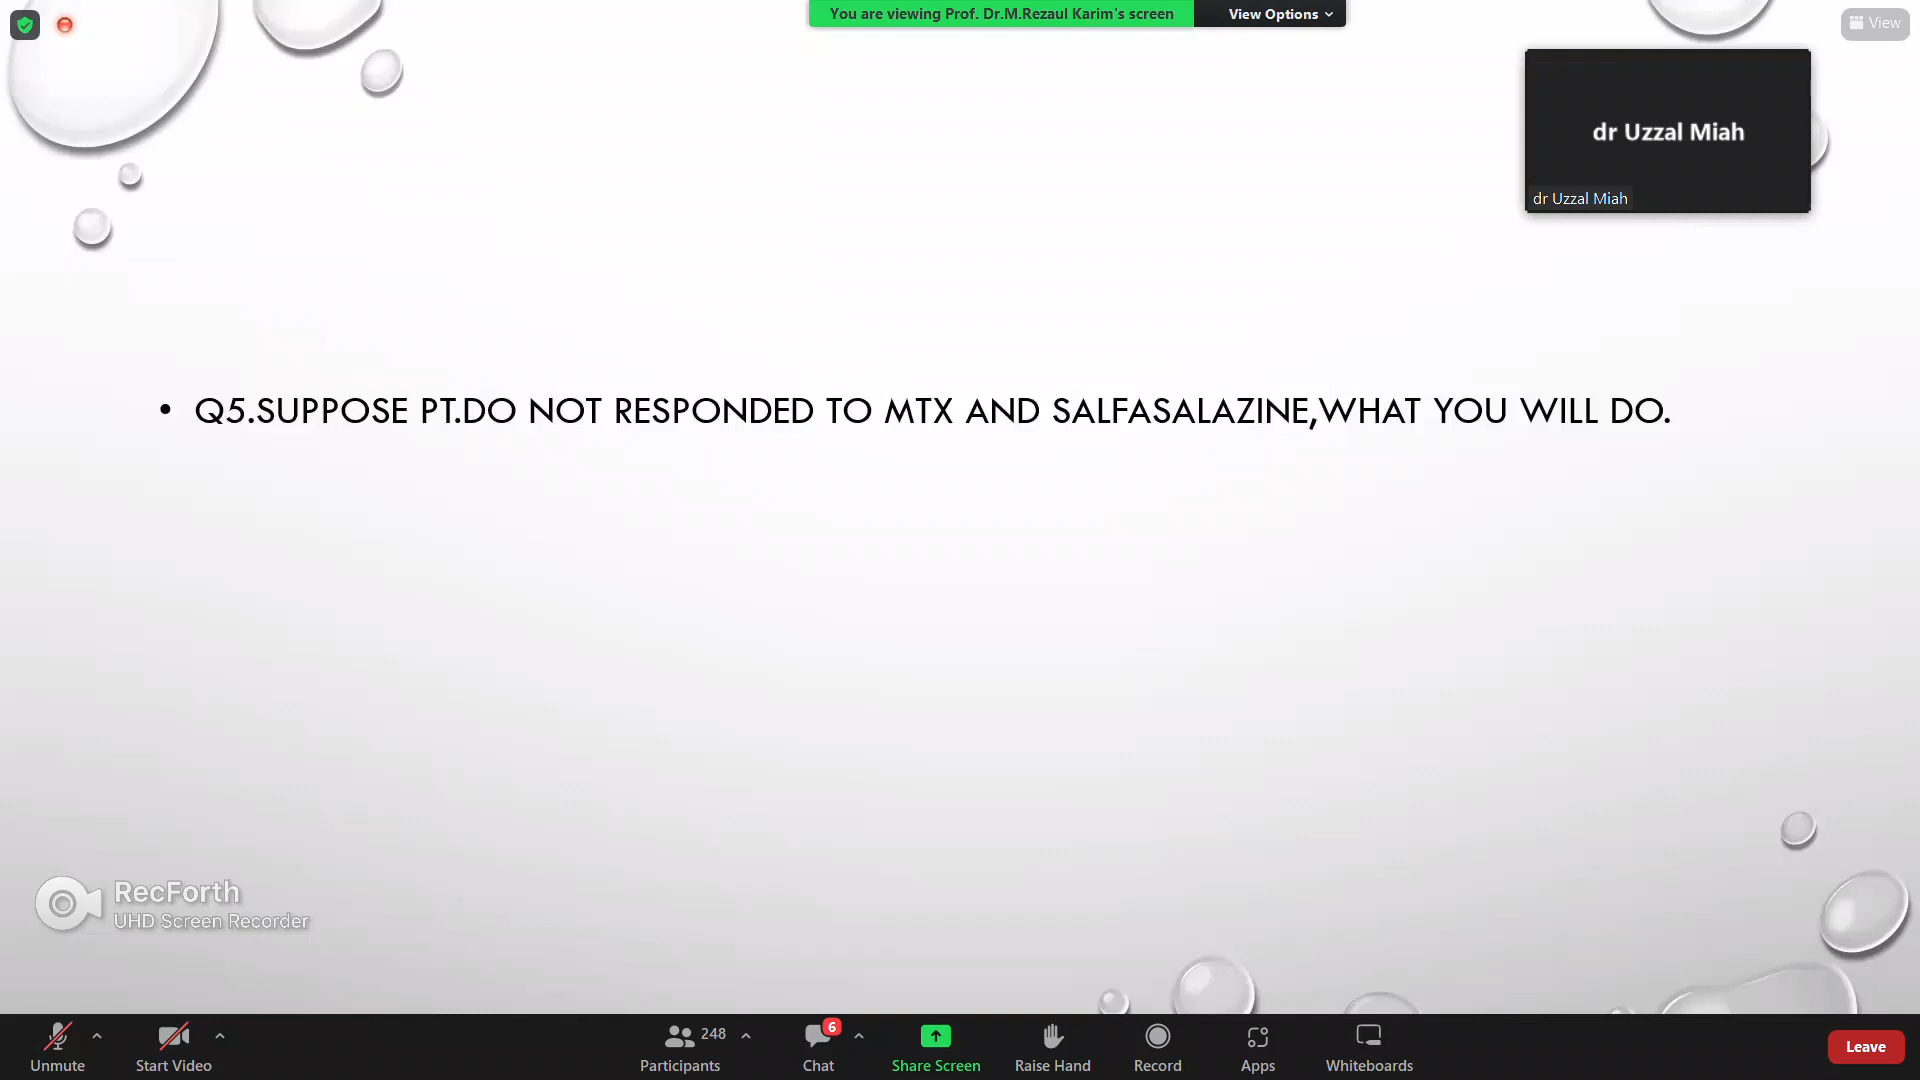 You are viewing Prof. Dr.M.Rezaul Karim's screen
View Options
View
dr Uzzal Miah
dr Uzzal Miah
• Q5.SUPPOSE PT.DO NOT RESPONDED TO MTX AND SALFASALAZINE,WHAT YOU WILL DO.
RecForth
UHD Screen Recorder
248
6
Unmute
Start Video
Participants
Chat
Share Screen
Raise Hand
Record
Apps
Whiteboards
Leave